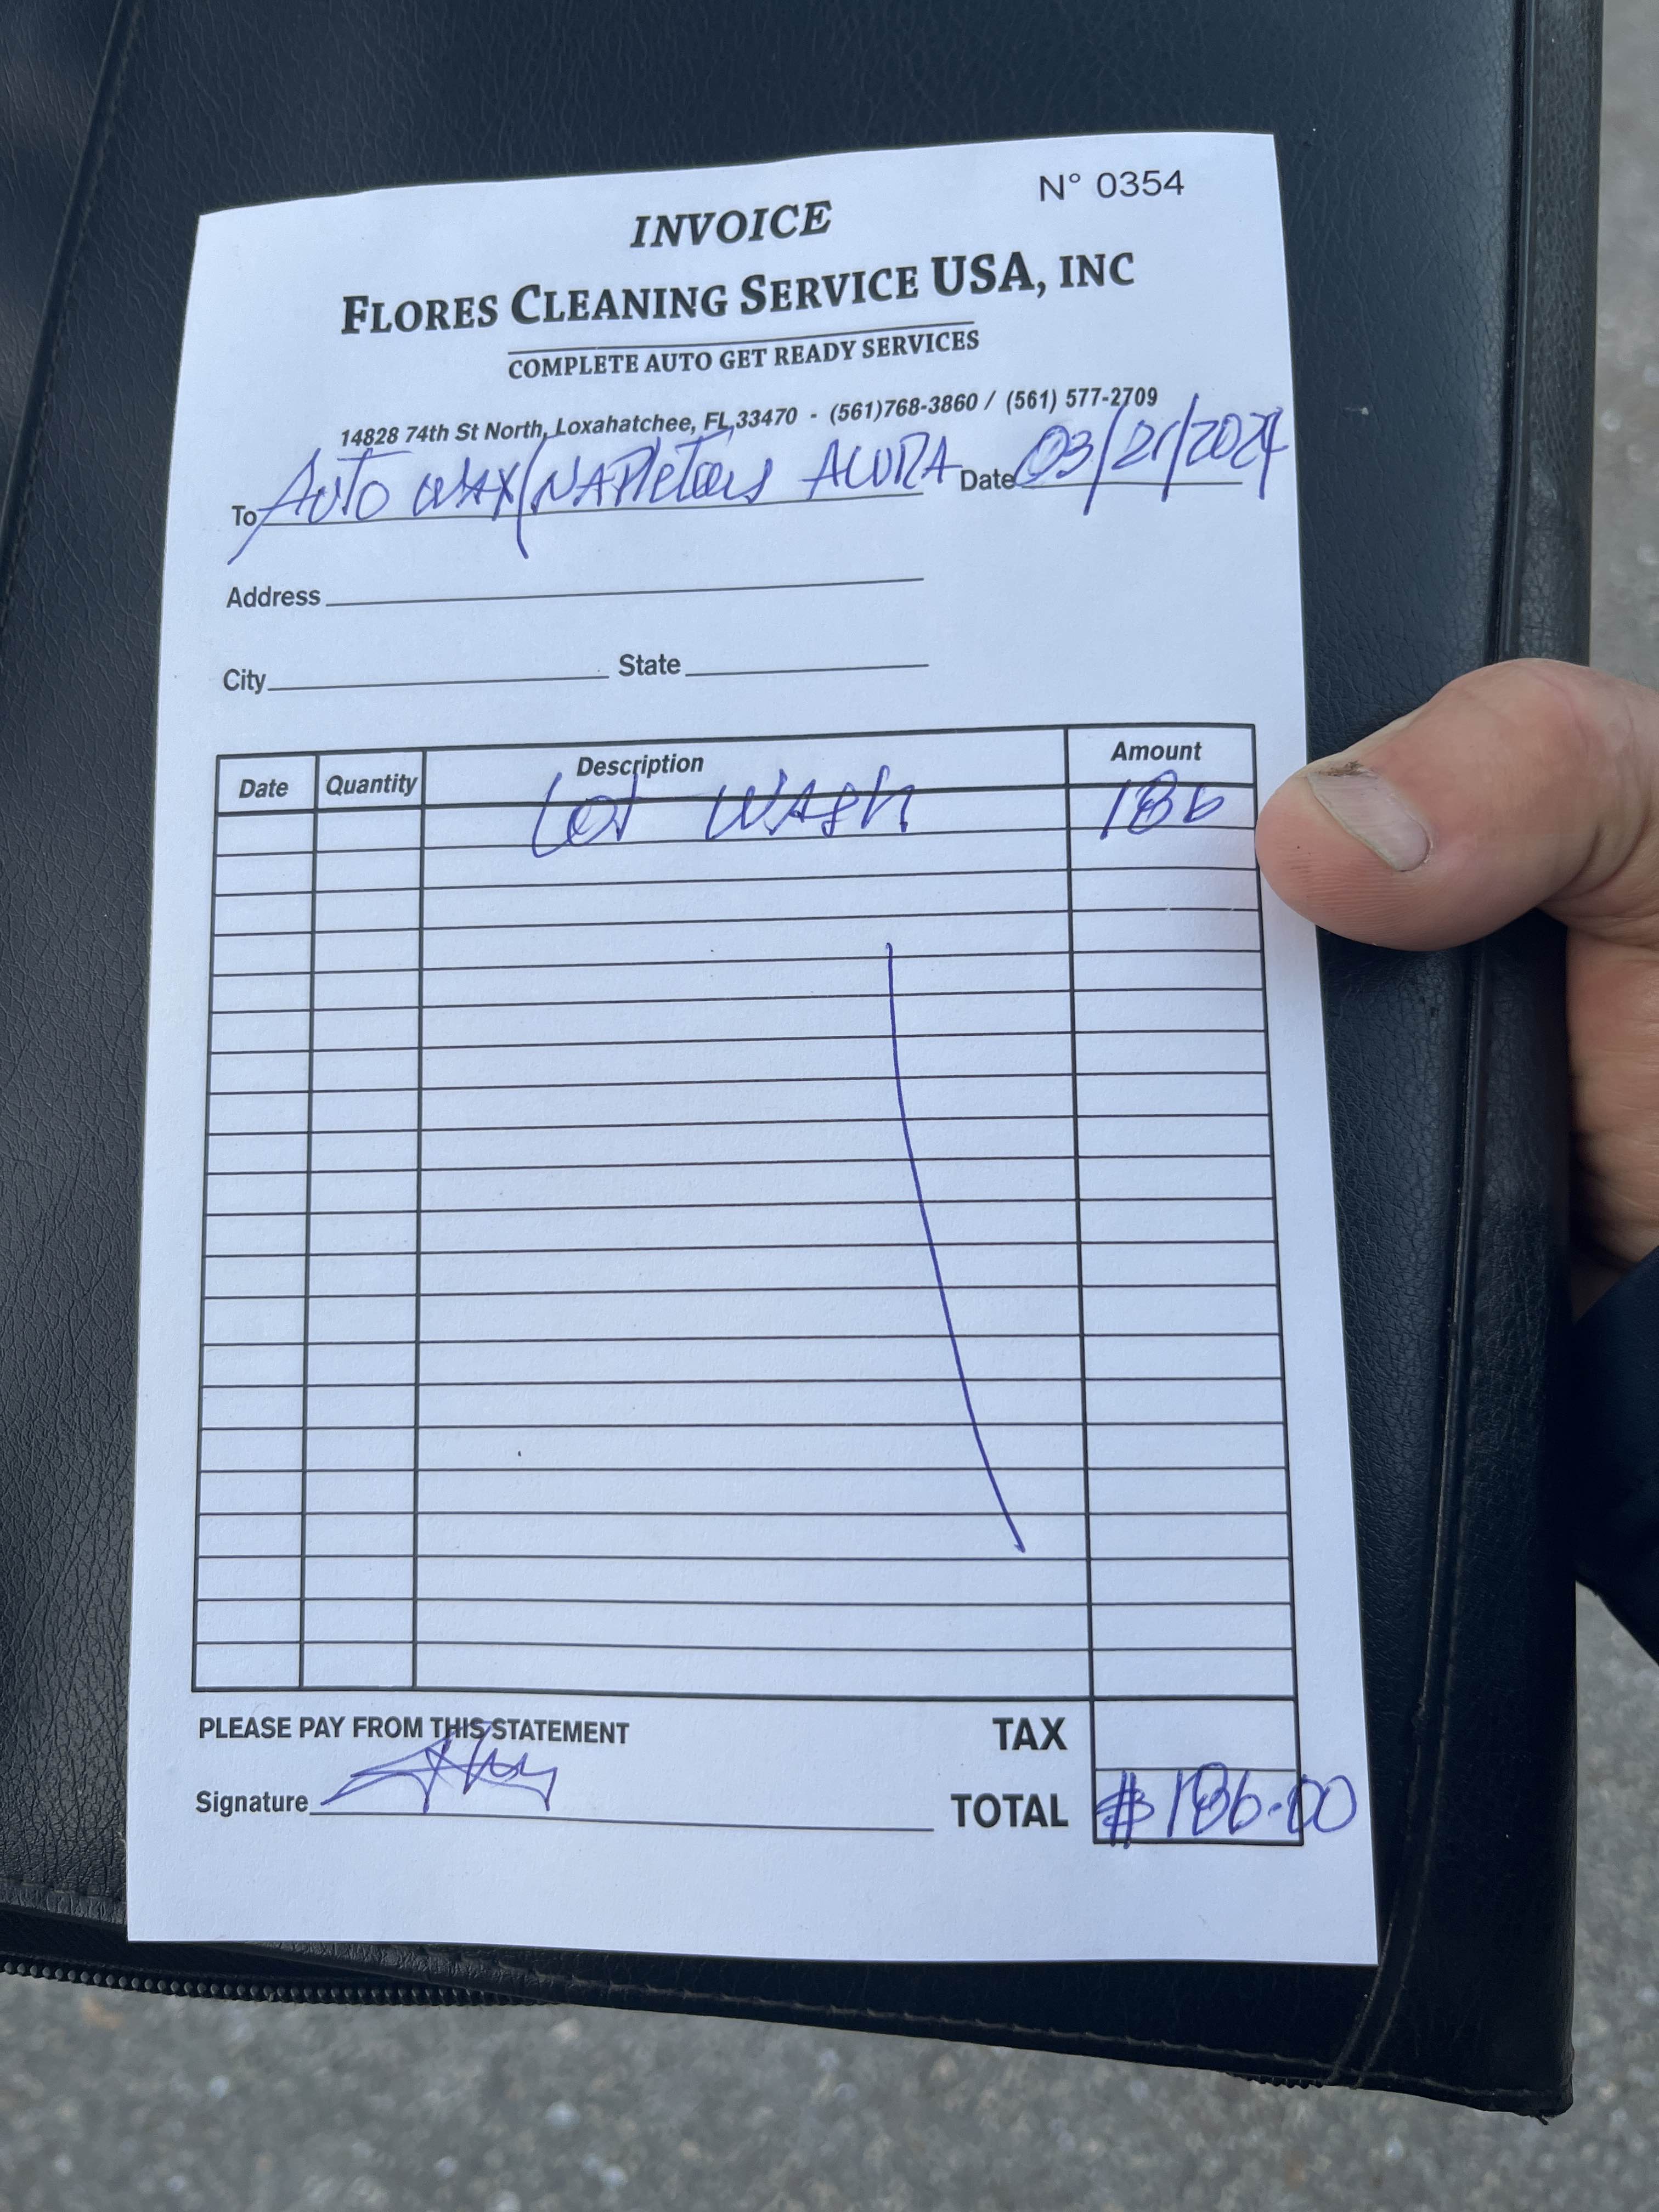 N° 0354
INVOICE
FLORES CLEANING SERVICE USA, INC
COMPLETE AUTO GET READY SERVICES
14828 74th St North, Loxahatchee, FL 33470 - (561)768-3860 / (561) 577-2709
To Auto WAX/NAPletons ACURA Date 03/21/2024
Address
City State
Date Quantity Description Amount
Lot WASH 186
PLEASE PAY FROM THIS STATEMENT
TAX
Signature
TOTAL $186.00